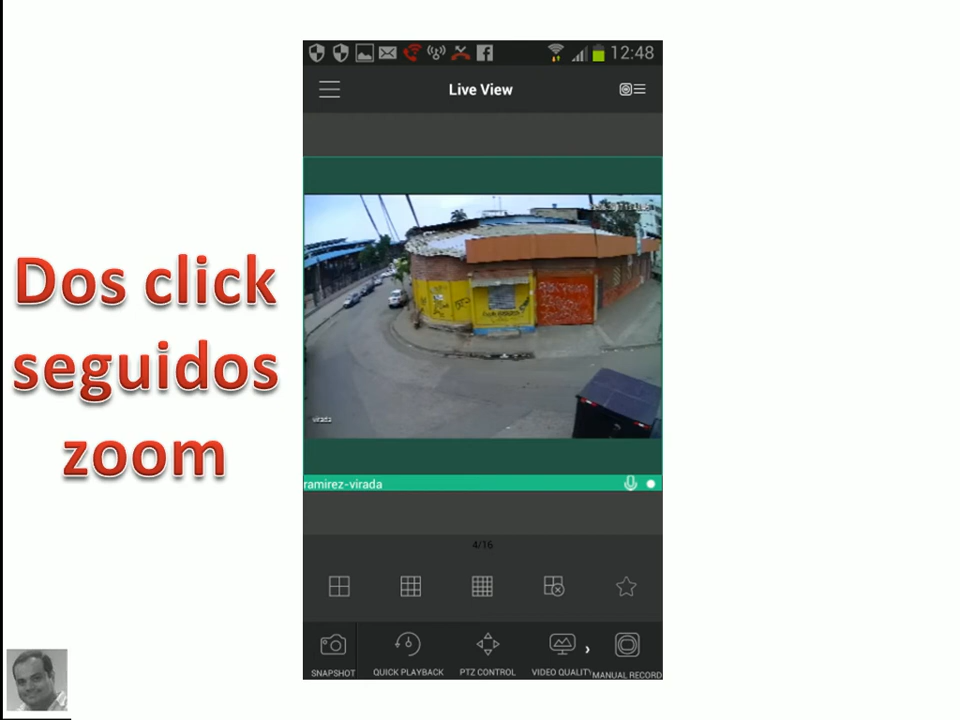 12:48
Live View
Dos click
seguidos
zoom
virada
ramirez-virada
4/16
SNAPSHOT
QUICK PLAYBACK
PTZ CONTROL
VIDEO QUALITY
MANUAL RECORD